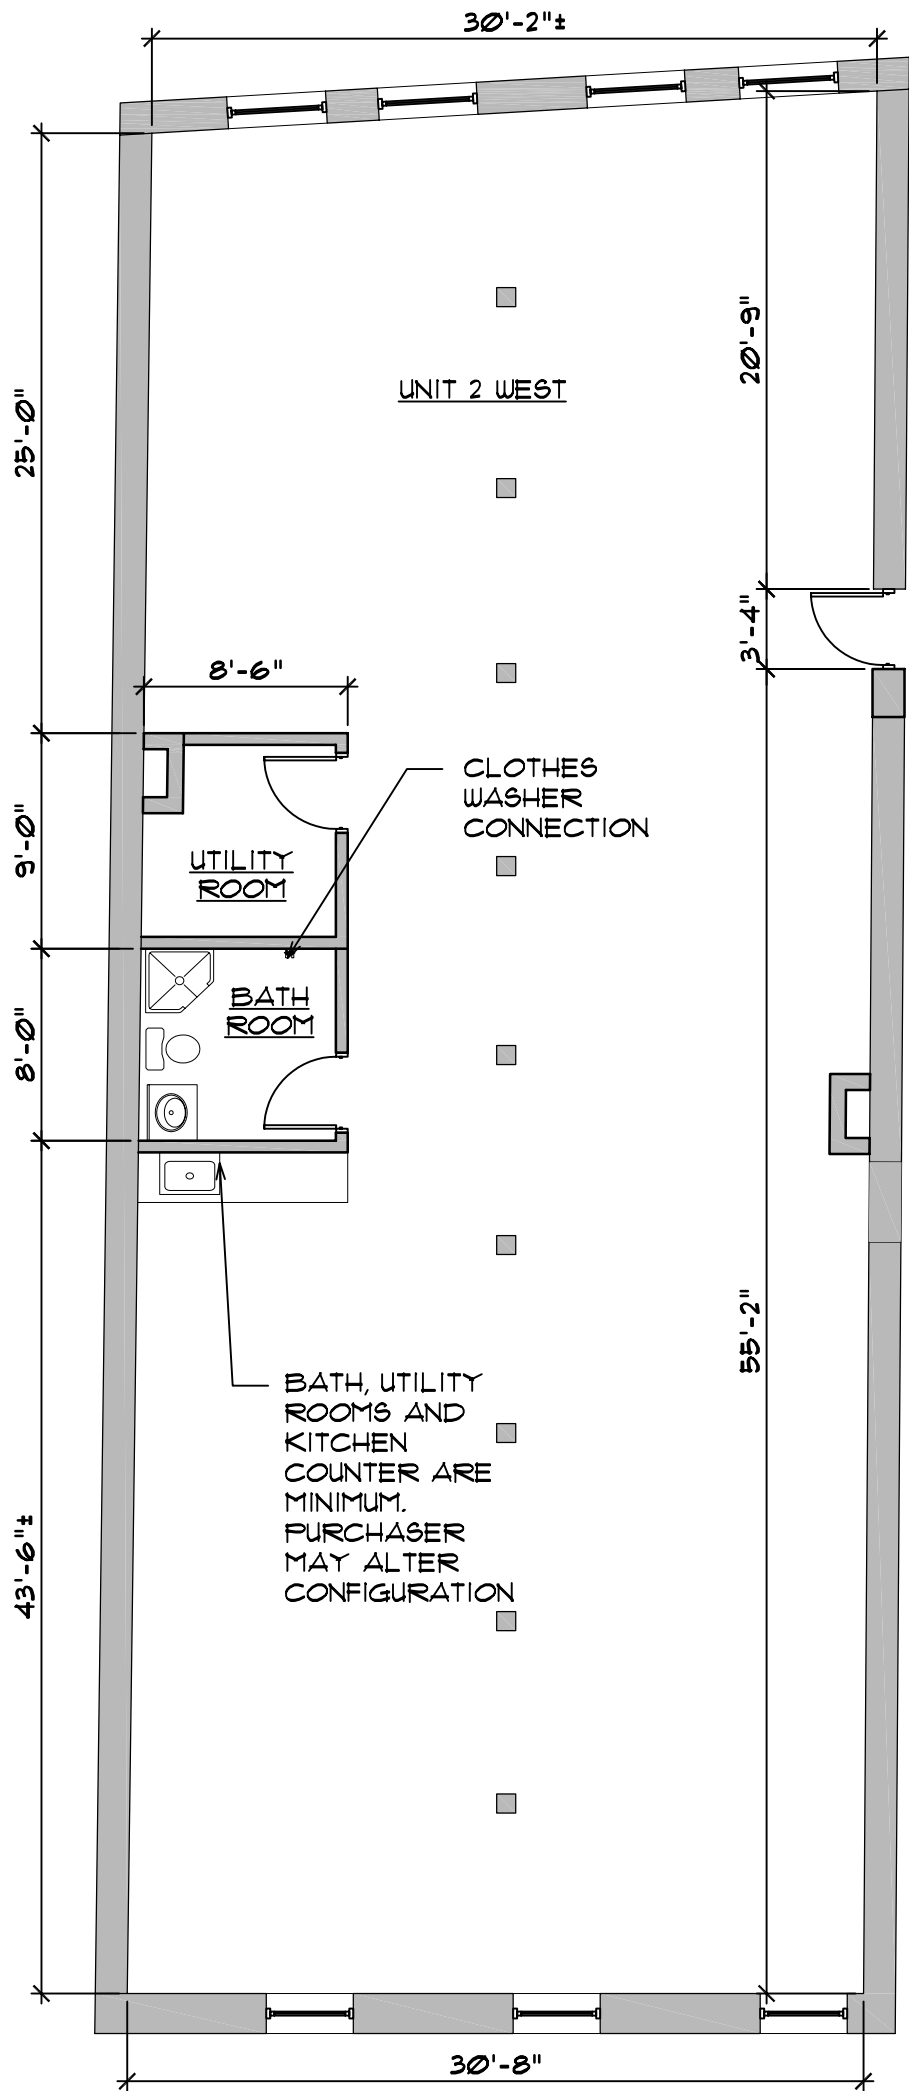 30'-2"±
20'-9"
UNIT 2 WEST
25'-0"
3'-4"
8'-6"
CLOTHES
WASHER
CONNECTION
9'-0"
UTILITY
ROOM
BATH
ROOM
8'-0"
55'-2"
BATH, UTILITY
ROOMS AND
KITCHEN
COUNTER ARE
MINIMUM.
PURCHASER
MAY ALTER
CONFIGURATION
43'-6"±
30'-8"